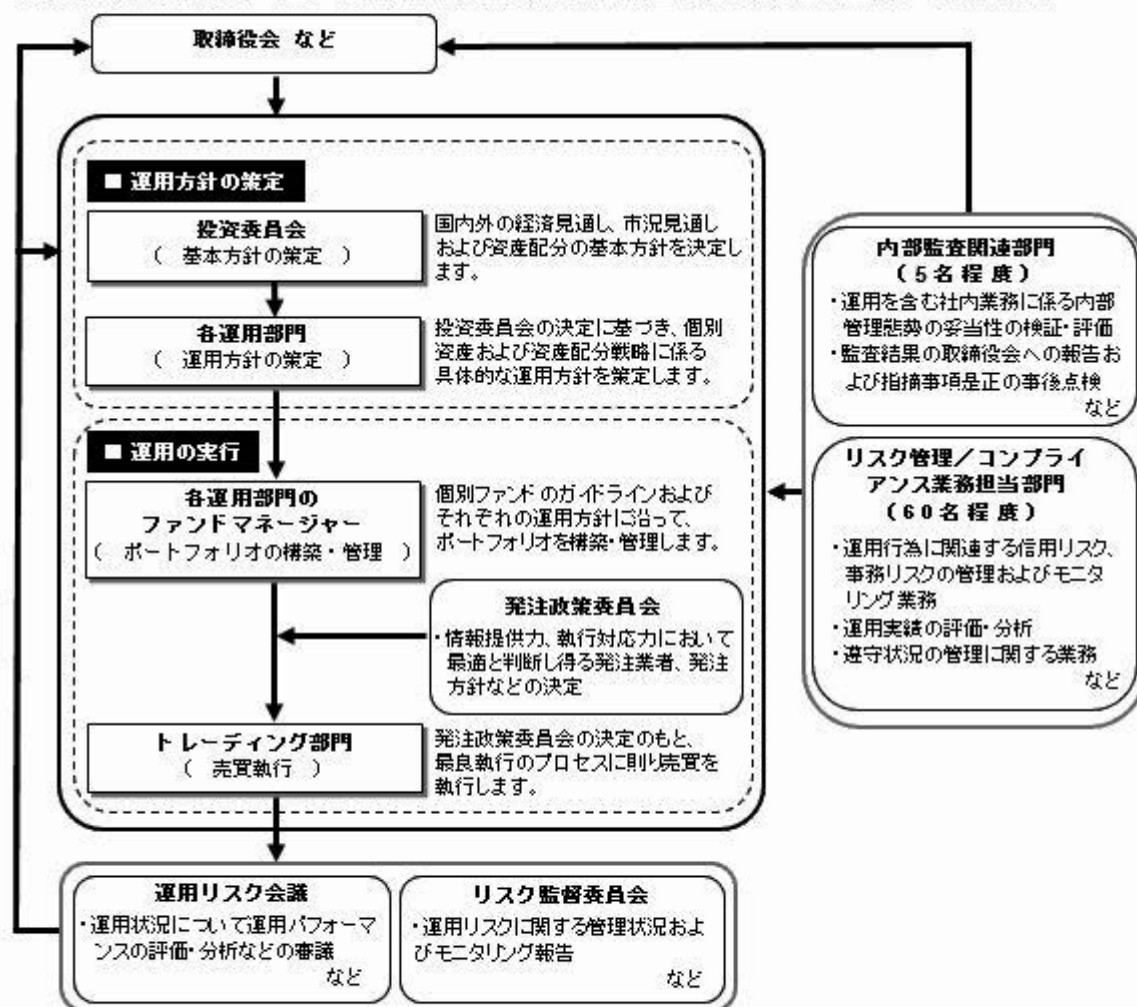 取締役会 など
■ 運用方針の策定
投資委員会
( 基本方針の策定 )
国内外の経済見通し、市況見通し
および資産配分の基本方針を決定し
ます。
各運用部門
( 運用方針の策定 )
投資委員会の決定に基づき、個別
資産および資産配分戦略に係る
具体的な運用方針を策定します。
■ 運用の実行
各運用部門の
ファンドマネージャー
( ポートフォリオの構築・管理 )
個別ファンドのガイドラインおよび
それぞれの運用方針に沿って、
ポートフォリオを構築・管理します。
発注政策委員会
・情報提供力、執行対応力において
最適と判断し得る発注業者、発注
方針などの決定
トレーディング部門
( 売買執行 )
発注政策委員会の決定のもと、
最良執行のプロセスに則り売買を
執行します。
内部監査関連部門
(5名程度)
・運用を含む社内業務に係る内部
管理態勢の妥当性の検証・評価
・監査結果の取締役会への報告お
よび指摘事項是正の事後点検
など
リスク管理／コンプライ
アンス業務担当部門
(60名程度)
・運用行為に関連する信用リスク、
事務リスクの管理およびモニタ
リング業務
・運用実績の評価・分析
・遵守状況の管理に関する業務
など
運用リスク会議
・運用状況について運用パフォーマ
ンスの評価・分析などの審議
など
リスク監督委員会
・運用リスクに関する管理状況およ
びモニタリング報告
など